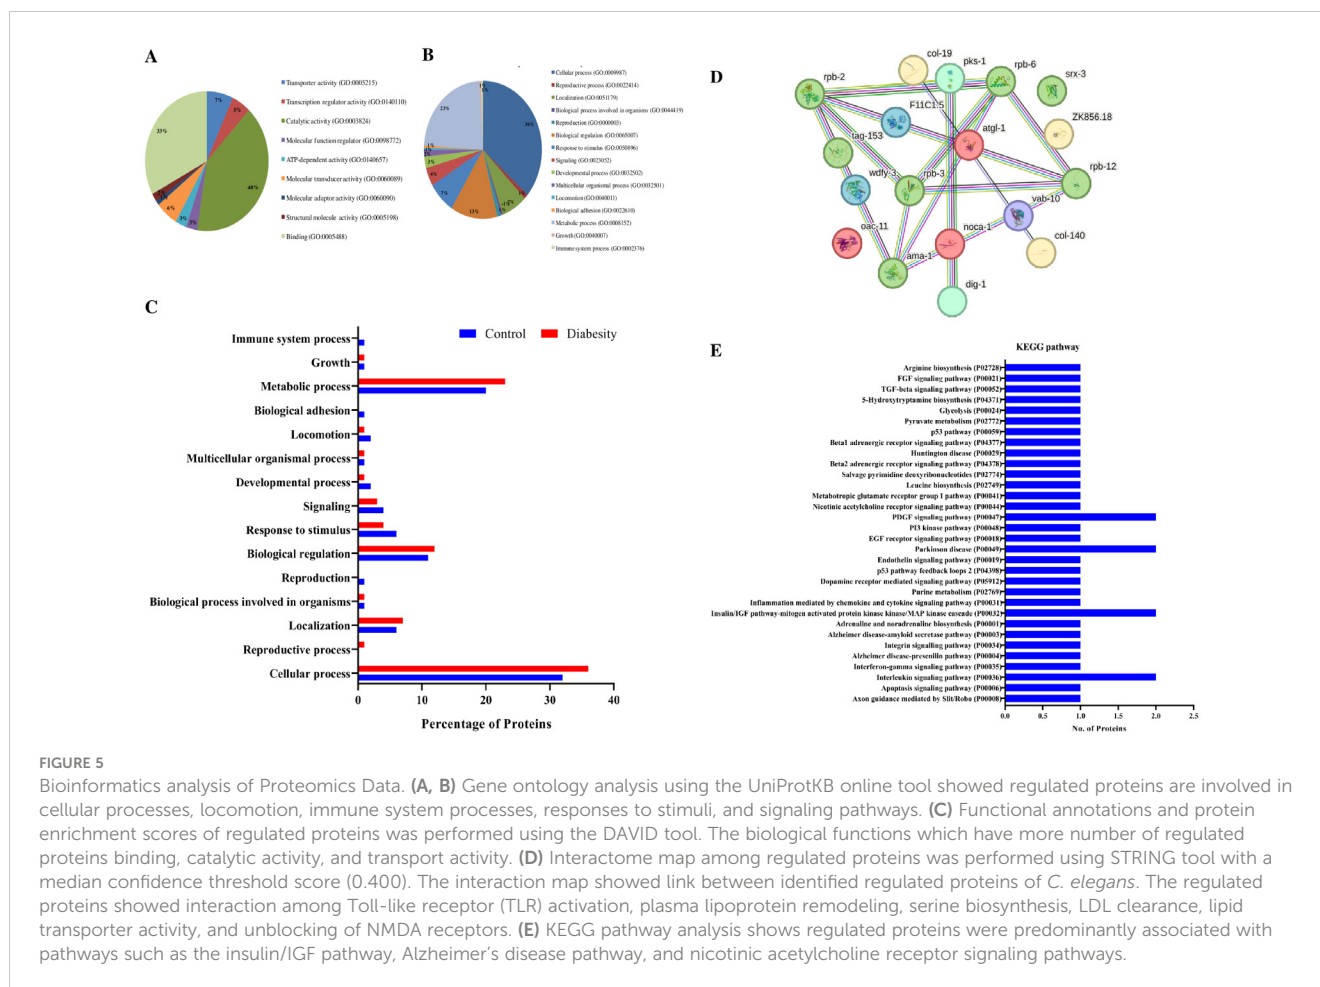 A
Transporter activity (GO:0005215)
Transcription regulator activity (GO:0140110)
Catalytic activity (GO:0003824)
Molecular function regulator (GO:0098772)
ATP-dependent activity (GO:0140657)
Molecular transducer activity (GO:0060089)
Molecular adaptor activity (GO:0060090)
Structural molecule activity (GO:0005198)
Binding (GO:0005488)
7%
5%
40%
3%
3%
6%
33%
B
Cellular process (GO:0009987)
Reproductive process (GO:0022414)
Localization (GO:0051179)
Biological process involved in organisms (GO:0044419)
Reproduction (GO:0000003)
Biological regulation (GO:0065007)
Response to stimulus (GO:0050896)
Signaling (GO:0023052)
Developmental process (GO:0032502)
Multicellular organismal process (GO:0032501)
Locomotion (GO:0040011)
Biological adhesion (GO:0022610)
Metabolic process (GO:0008152)
Growth (GO:0040007)
Immune system process (GO:0002376)
36%
13%
7%
4%
3%
1%
23%
C
Control
Diabesity
Immune system process
Growth
Metabolic process
Biological adhesion
Locomotion
Multicellular organismal process
Developmental process
Signaling
Response to stimulus
Biological regulation
Reproduction
Biological process involved in organisms
Localization
Reproductive process
Cellular process
0 10 20 30 40
Percentage of Proteins
D
col-19
pks-1
rpb-6
rpb-2
srx-3
F11C1.5
ZK856.18
tag-153
atgl-1
wdfy-3
rpb-3
rpb-12
vab-10
oac-11
noca-1
col-140
ama-1
dig-1
E
KEGG pathway
Arginine biosynthesis (P02728)
FGF signaling pathway (P00021)
TGF-beta signaling pathway (P00052)
5-Hydroxytryptamine biosynthesis (P04371)
Glycolysis (P00024)
Pyruvate metabolism (P02772)
p53 pathway (P00059)
Beta1 adrenergic receptor signaling pathway (P04377)
Huntington disease (P00029)
Beta2 adrenergic receptor signaling pathway (P04378)
Salvage pyrimidine deoxyribonucleotides (P02774)
Leucine biosynthesis (P02749)
Metabotropic glutamate receptor group I pathway (P00041)
Nicotinic acetylcholine receptor signaling pathway (P00044)
PDGF signaling pathway (P00047)
PI3 kinase pathway (P00048)
EGF receptor signaling pathway (P00018)
Parkinson disease (P00049)
Endothelin signaling pathway (P00019)
p53 pathway feedback loops 2 (P04398)
Dopamine receptor mediated signaling pathway (P05912)
Purine metabolism (P02769)
Inflammation mediated by chemokine and cytokine signaling pathway (P00031)
Insulin/IGF pathway-mitogen activated protein kinase kinase/MAP kinase cascade (P00032)
Adrenaline and noradrenaline biosynthesis (P00001)
Alzheimer disease-amyloid secretase pathway (P00003)
Integrin signalling pathway (P00034)
Alzheimer disease-presenilin pathway (P00004)
Interferon-gamma signaling pathway (P00035)
Interleukin signaling pathway (P00036)
Apoptosis signaling pathway (P00006)
Axon guidance mediated by Slit/Robo (P00008)
0.0 0.5 1.0 1.5 2.0 2.5
No. of Proteins
FIGURE 5
Bioinformatics analysis of Proteomics Data. (A, B) Gene ontology analysis using the UniProtKB online tool showed regulated proteins are involved in
cellular processes, locomotion, immune system processes, responses to stimuli, and signaling pathways. (C) Functional annotations and protein
enrichment scores of regulated proteins was performed using the DAVID tool. The biological functions which have more number of regulated
proteins binding, catalytic activity, and transport activity. (D) Interactome map among regulated proteins was performed using STRING tool with a
median confidence threshold score (0.400). The interaction map showed link between identified regulated proteins of C. elegans. The regulated
proteins showed interaction among Toll-like receptor (TLR) activation, plasma lipoprotein remodeling, serine biosynthesis, LDL clearance, lipid
transporter activity, and unblocking of NMDA receptors. (E) KEGG pathway analysis shows regulated proteins were predominantly associated with
pathways such as the insulin/IGF pathway, Alzheimer's disease pathway, and nicotinic acetylcholine receptor signaling pathways.